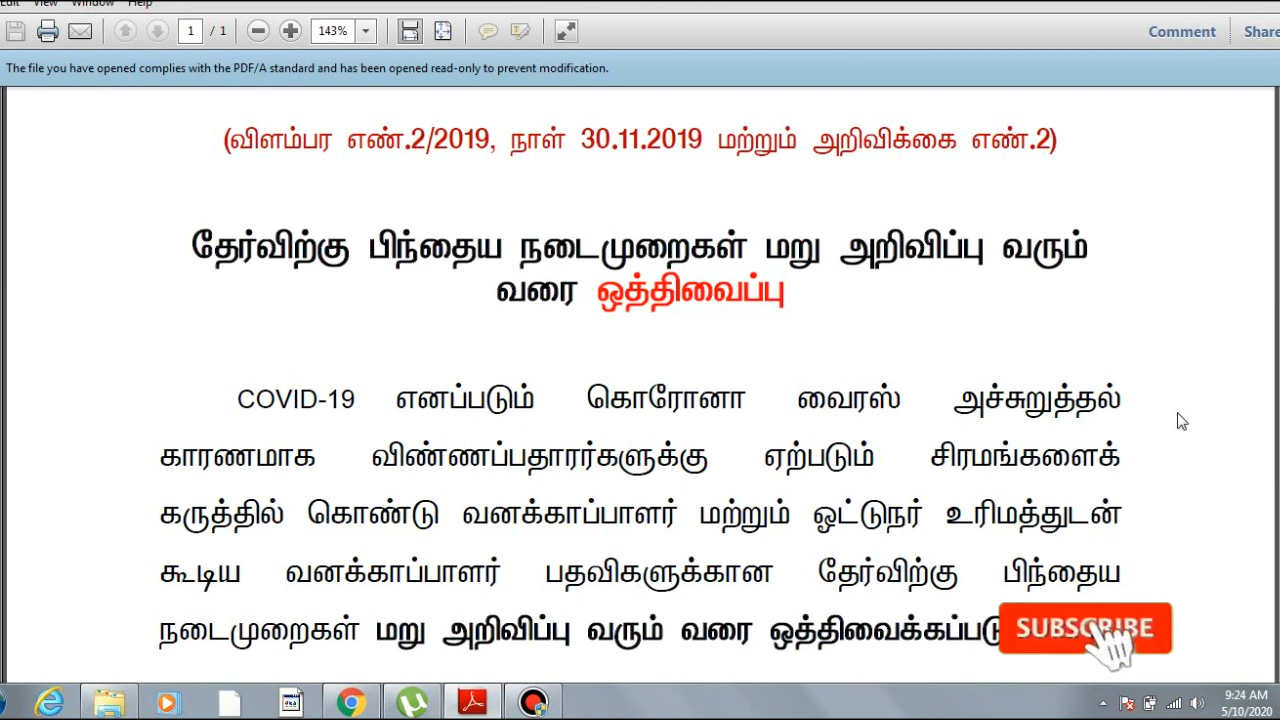 Edit View Window Help
1 / 1 143% Comment Share
The file you have opened complies with the PDF/A standard and has been opened read-only to prevent modification.
(விளம்பர எண்.2/2019, நாள் 30.11.2019 மற்றும் அறிவிக்கை எண்.2)
தேர்விற்கு பிந்தைய நடைமுறைகள் மறு அறிவிப்பு வரும்
வரை ஒத்திவைப்பு
COVID-19 எனப்படும் கொரோனா வைரஸ் அச்சுறுத்தல்
காரணமாக விண்ணப்பதாரர்களுக்கு ஏற்படும் சிரமங்களைக்
கருத்தில் கொண்டு வனக்காப்பாளர் மற்றும் ஓட்டுநர் உரிமத்துடன்
கூடிய வனக்காப்பாளர் பதவிகளுக்கான தேர்விற்கு பிந்தைய
நடைமுறைகள் மறு அறிவிப்பு வரும் வரை ஒத்திவைக்கப்படு
SUBSCRIBE
9:24 AM
5/10/2020